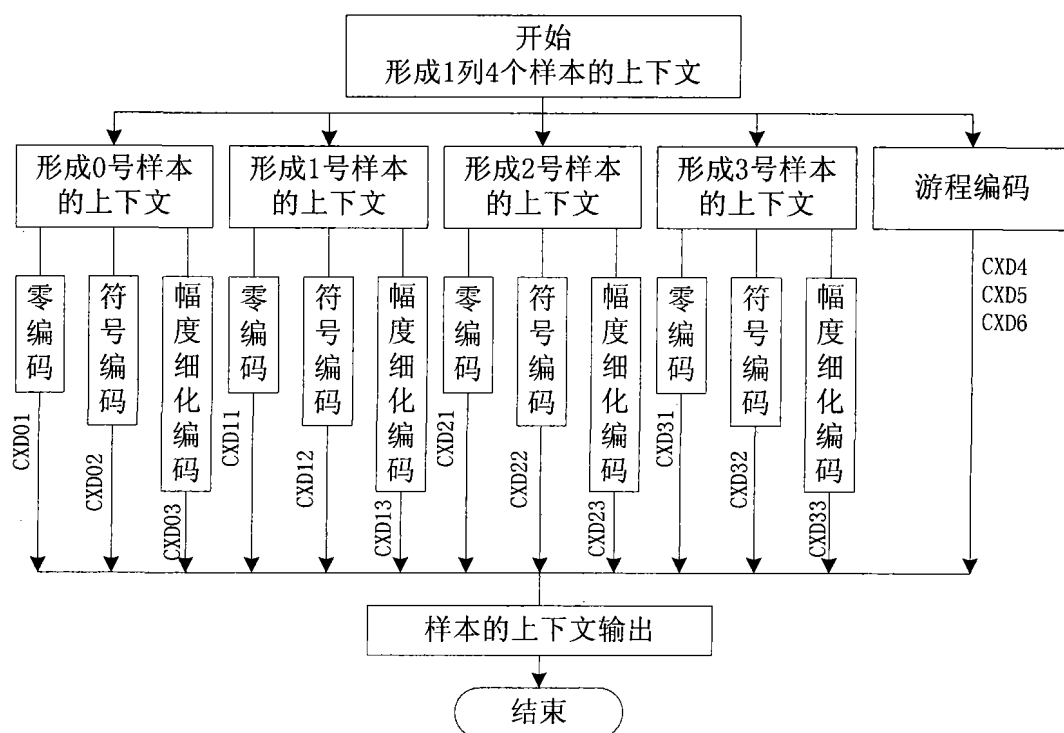 开始
形成1列4个样本的上下文
形成0号样本
的上下文
形成1号样本
的上下文
形成2号样本
的上下文
形成3号样本
的上下文
游程编码
零编码
符号编码
幅度细化编码
零编码
符号编码
幅度细化编码
零编码
符号编码
幅度细化编码
零编码
符号编码
幅度细化编码
CXD4
CXD5
CXD6
CXD01
CXD02
CXD03
CXD11
CXD12
CXD13
CXD21
CXD22
CXD23
CXD31
CXD32
CXD33
样本的上下文输出
结束